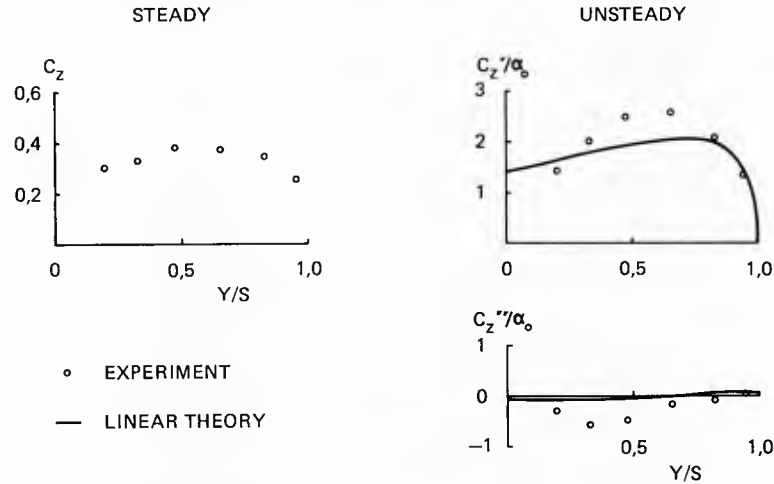 STEADY
C_z
0,6
0,4
0,2
0
0,5
1,0
Y/S
EXPERIMENT
LINEAR THEORY
UNSTEADY
C_z'/α_o
3
2
1
0
0,5
1,0
Y/S
C_z''/α_o
1
0
−1
0,5
1,0
Y/S